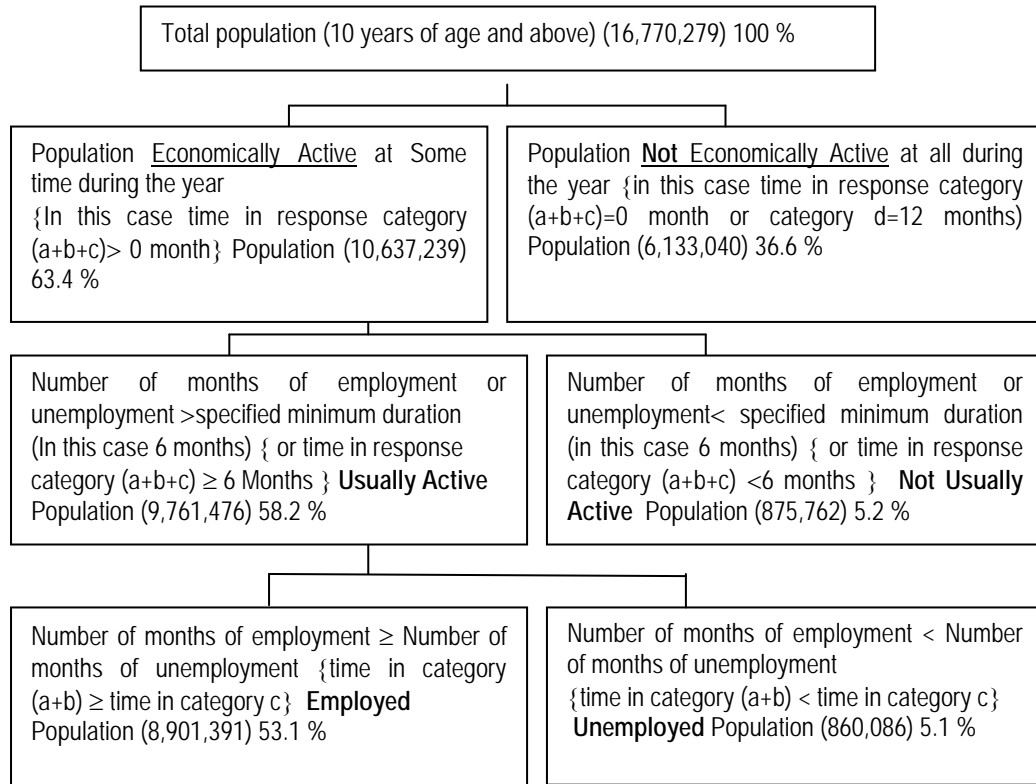 Total population (10 years of age and above) (16,770,279) 100 %
Population Economically Active at Some
time during the year
{In this case time in response category
(a+b+c)> 0 month} Population (10,637,239)
63.4 %
Population Not Economically Active at all during
the year {in this case time in response category
(a+b+c)=0 month or category d=12 months)
Population (6,133,040) 36.6 %
Number of months of employment or
unemployment >specified minimum duration
(In this case 6 months) { or time in response
category (a+b+c) ≥ 6 Months } Usually Active
Population (9,761,476) 58.2 %
Number of months of employment or
unemployment< specified minimum duration
(in this case 6 months) { or time in response
category (a+b+c) <6 months } Not Usually
Active Population (875,762) 5.2 %
Number of months of employment ≥ Number of
months of unemployment {time in category
(a+b) ≥ time in category c} Employed
Population (8,901,391) 53.1 %
Number of months of employment < Number
of months of unemployment
{time in category (a+b) < time in category c}
Unemployed Population (860,086) 5.1 %